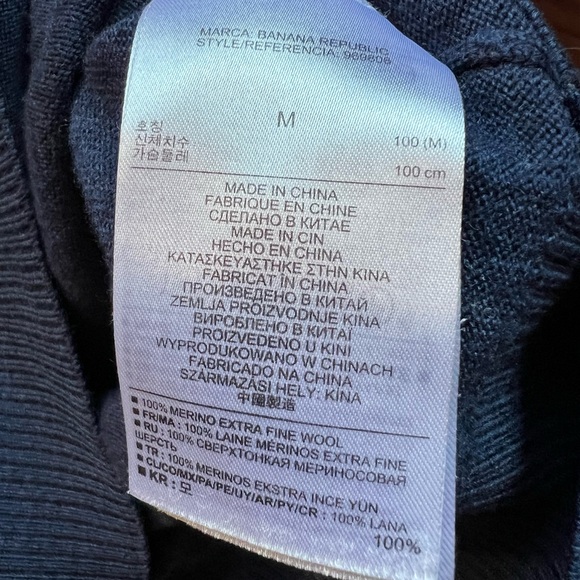 MARCA: BANANA REPUBLIC
STYLE/REFERENCIA: 969806
M
호칭
신체치수 100 (M)
가슴둘레 100 cm
MADE IN CHINA
FABRIQUE EN CHINE
СДЕЛАНО В КИТАЕ
MADE IN CIN
HECHO EN CHINA
ΚΑΤΑΣΚΕΥΑΣΤΗΚΕ ΣΤΗΝ ΚΙΝΑ
FABRICAT ÎN CHINA
ПРОИЗВЕДЕНО В КИТАЙ
ZEMLJA PROIZVODNJE KINA
ВИРОБЛЕНО В КИТАІ
PROIZVEDENO U KINI
WYPRODUKOWANO W CHINACH
FABRICADO NA CHINA
SZÁRMAZÁSI HELY: KINA
中國製造
■ 100% MERINO EXTRA FINE WOOL
■ FR/MA : 100% LAINE MÉRINOS EXTRA FINE
■ RU : 100% СВЕРХТОНКАЯ МЕРИНОСОВАЯ
ШЕРСТЬ
■ TR : 100% MERINOS EKSTRA INCE YÜN
■ CL/CO/MX/PA/PE/UY/AR/PY/CR : 100% LANA
■ KR : 모 100%